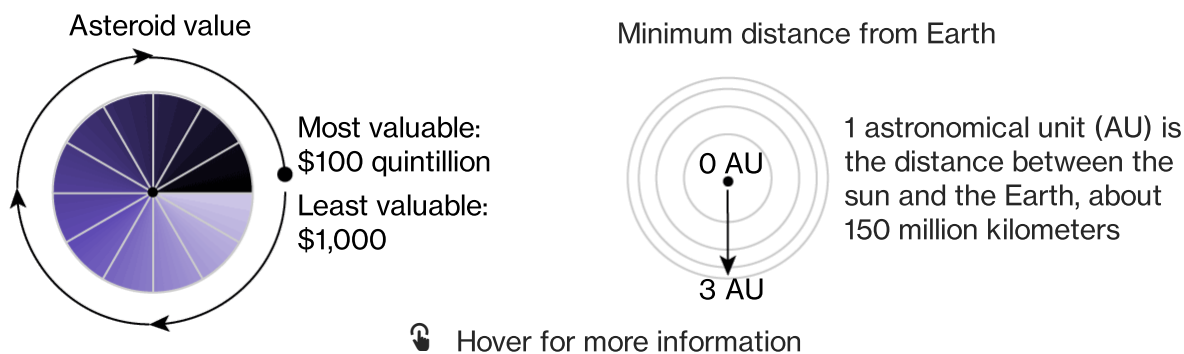 Asteroid value
Most valuable:
$100 quintillion
Least valuable:
$1,000
Minimum distance from Earth
0 AU
3 AU
1 astronomical unit (AU) is
the distance between the
sun and the Earth, about
150 million kilometers
Hover for more information